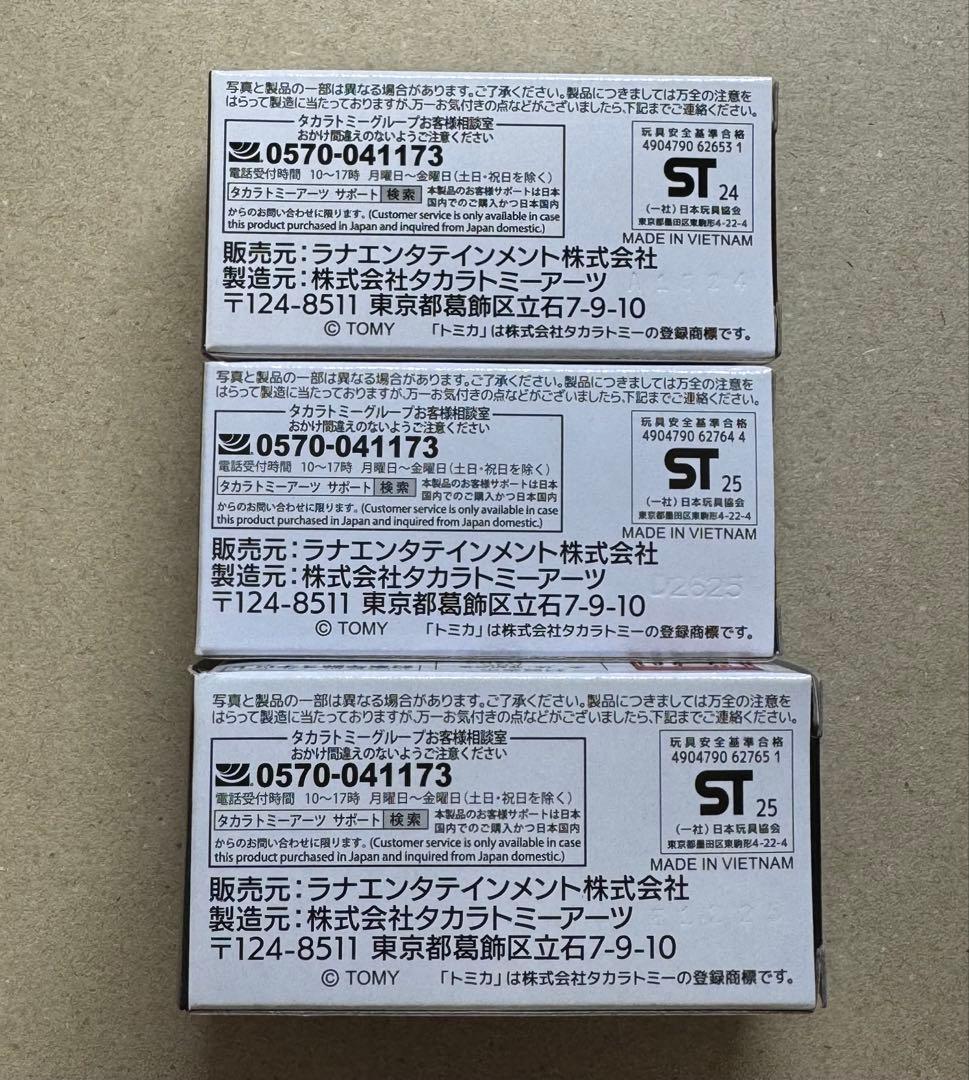 写真と製品の一部は異なる場合があります。ご了承ください。製品につきましては万全の注意を
はらって製造に当たっておりますが、万一お気付きの点などがございましたら、下記までご連絡ください。
タカラトミーグループお客様相談室
おかけ間違えのないようご注意ください
0570-041173
電話受付時間 10〜17時 月曜日〜金曜日(土日・祝日を除く)
タカラトミーアーツ サポート 検索 本製品のお客様サポートは日本
国内でのご購入かつ日本国内
からのお問い合わせに限ります。(Customer service is only available in case
this product purchased in Japan and inquired from Japan domestic.)
玩具安全基準合格
4904790 62653 1
ST 24
(一社)日本玩具協会
東京都墨田区東駒形4-22-4
MADE IN VIETNAM
販売元:ラナエンタテインメント株式会社
製造元:株式会社タカラトミーアーツ
〒124-8511 東京都葛飾区立石7-9-10
© TOMY 「トミカ」は株式会社タカラトミーの登録商標です。
写真と製品の一部は異なる場合があります。ご了承ください。製品につきましては万全の注意を
はらって製造に当たっておりますが、万一お気付きの点などがございましたら、下記までご連絡ください。
タカラトミーグループお客様相談室
おかけ間違えのないようご注意ください
0570-041173
電話受付時間 10〜17時 月曜日〜金曜日(土日・祝日を除く)
タカラトミーアーツ サポート 検索 本製品のお客様サポートは日本
国内でのご購入かつ日本国内
からのお問い合わせに限ります。(Customer service is only available in case
this product purchased in Japan and inquired from Japan domestic.)
玩具安全基準合格
4904790 62764 4
ST 25
(一社)日本玩具協会
東京都墨田区東駒形4-22-4
MADE IN VIETNAM
販売元:ラナエンタテインメント株式会社
製造元:株式会社タカラトミーアーツ
D2625
〒124-8511 東京都葛飾区立石7-9-10
© TOMY 「トミカ」は株式会社タカラトミーの登録商標です。
写真と製品の一部は異なる場合があります。ご了承ください。製品につきましては万全の注意を
はらって製造に当たっておりますが、万一お気付きの点などがございましたら、下記までご連絡ください。
タカラトミーグループお客様相談室
おかけ間違えのないようご注意ください
0570-041173
電話受付時間 10〜17時 月曜日〜金曜日(土日・祝日を除く)
タカラトミーアーツ サポート 検索 本製品のお客様サポートは日本
国内でのご購入かつ日本国内
からのお問い合わせに限ります。(Customer service is only available in case
this product purchased in Japan and inquired from Japan domestic.)
玩具安全基準合格
4904790 62765 1
ST 25
(一社)日本玩具協会
東京都墨田区東駒形4-22-4
MADE IN VIETNAM
販売元:ラナエンタテインメント株式会社
製造元:株式会社タカラトミーアーツ
〒124-8511 東京都葛飾区立石7-9-10
© TOMY 「トミカ」は株式会社タカラトミーの登録商標です。